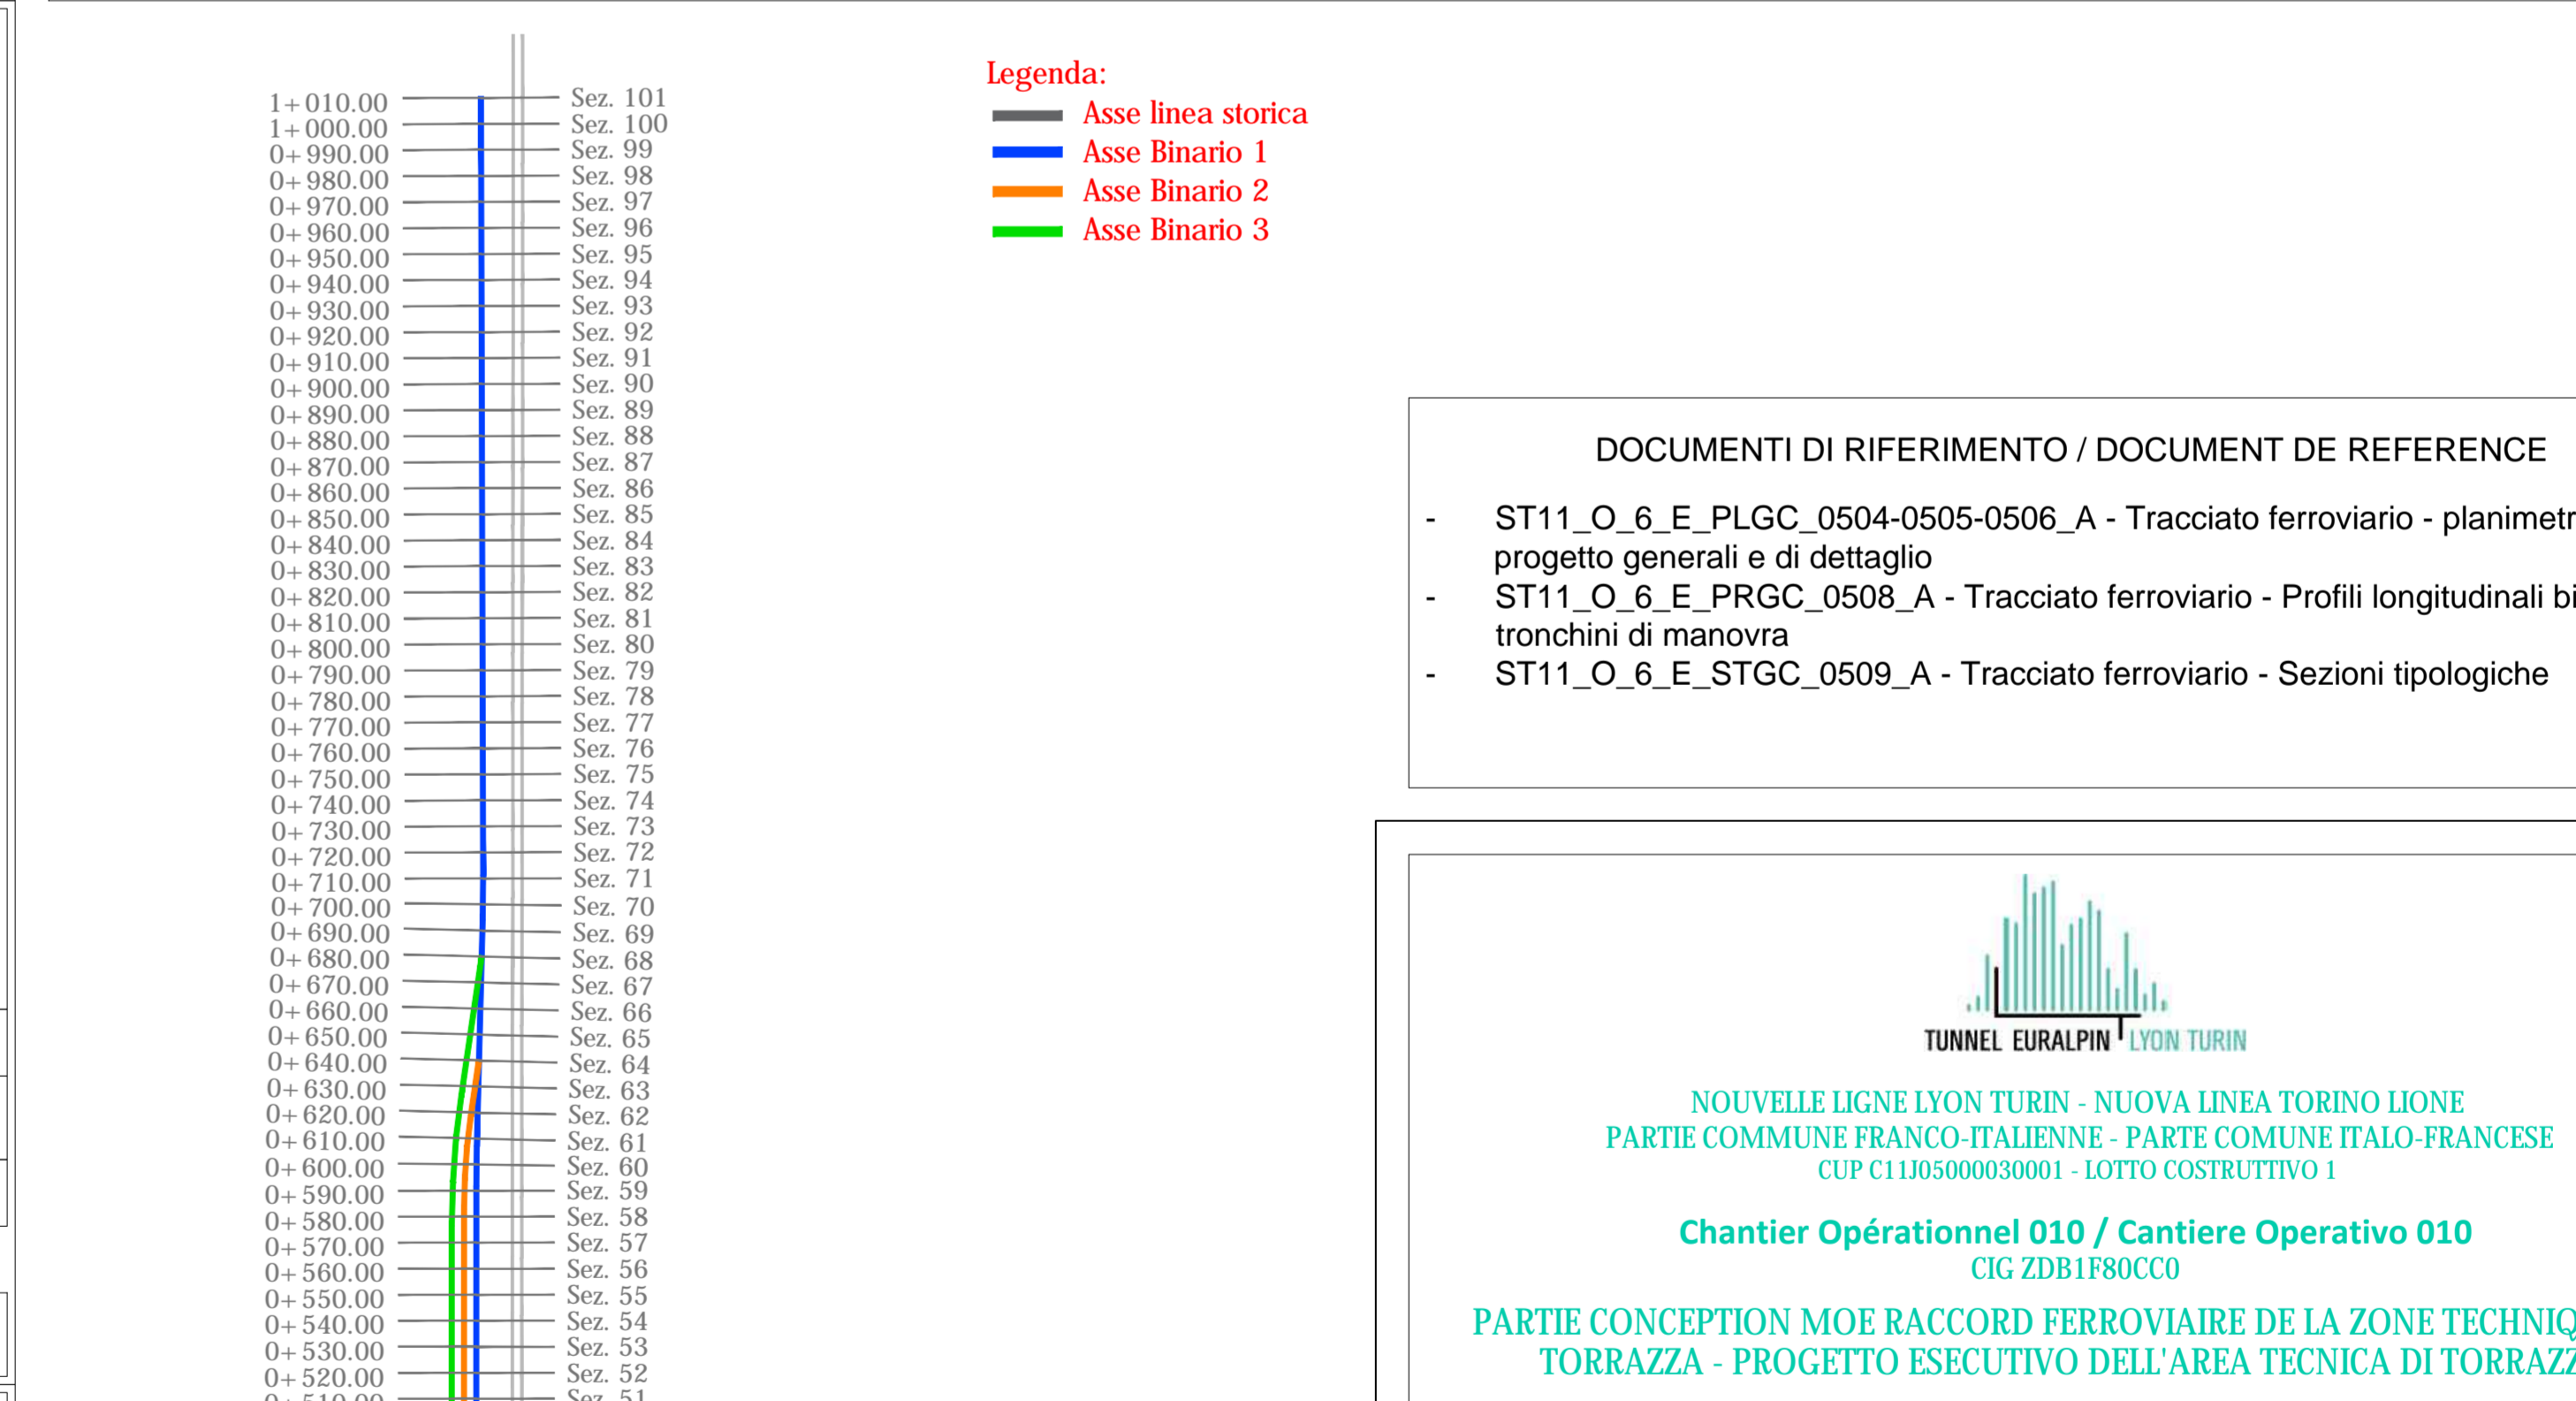 1+010.00 Sez. 101
1+000.00 Sez. 100
0+990.00 Sez. 99
0+980.00 Sez. 98
0+970.00 Sez. 97
0+960.00 Sez. 96
0+950.00 Sez. 95
0+940.00 Sez. 94
0+930.00 Sez. 93
0+920.00 Sez. 92
0+910.00 Sez. 91
0+900.00 Sez. 90
0+890.00 Sez. 89
0+880.00 Sez. 88
0+870.00 Sez. 87
0+860.00 Sez. 86
0+850.00 Sez. 85
0+840.00 Sez. 84
0+830.00 Sez. 83
0+820.00 Sez. 82
0+810.00 Sez. 81
0+800.00 Sez. 80
0+790.00 Sez. 79
0+780.00 Sez. 78
0+770.00 Sez. 77
0+760.00 Sez. 76
0+750.00 Sez. 75
0+740.00 Sez. 74
0+730.00 Sez. 73
0+720.00 Sez. 72
0+710.00 Sez. 71
0+700.00 Sez. 70
0+690.00 Sez. 69
0+680.00 Sez. 68
0+670.00 Sez. 67
0+660.00 Sez. 66
0+650.00 Sez. 65
0+640.00 Sez. 64
0+630.00 Sez. 63
0+620.00 Sez. 62
0+610.00 Sez. 61
0+600.00 Sez. 60
0+590.00 Sez. 59
0+580.00 Sez. 58
0+570.00 Sez. 57
0+560.00 Sez. 56
0+550.00 Sez. 55
0+540.00 Sez. 54
0+530.00 Sez. 53
0+520.00 Sez. 52
0+510.00 Sez. 51
Legenda:
Asse linea storica
Asse Binario 1
Asse Binario 2
Asse Binario 3
DOCUMENTI DI RIFERIMENTO / DOCUMENT DE REFERENCE
- ST11_O_6_E_PLGC_0504-0505-0506_A - Tracciato ferroviario - planimetr
progetto generali e di dettaglio
- ST11_O_6_E_PRGC_0508_A - Tracciato ferroviario - Profili longitudinali bi
tronchini di manovra
- ST11_O_6_E_STGC_0509_A - Tracciato ferroviario - Sezioni tipologiche
TUNNEL EURALPIN LYON TURIN
NOUVELLE LIGNE LYON TURIN - NUOVA LINEA TORINO LIONE
PARTIE COMMUNE FRANCO-ITALIENNE - PARTE COMUNE ITALO-FRANCESE
CUP C11J05000030001 - LOTTO COSTRUTTIVO 1
Chantier Opérationnel 010 / Cantiere Operativo 010
CIG ZDB1F80CC0
PARTIE CONCEPTION MOE RACCORD FERROVIAIRE DE LA ZONE TECHNIQ
TORRAZZA - PROGETTO ESECUTIVO DELL'AREA TECNICA DI TORRAZZ